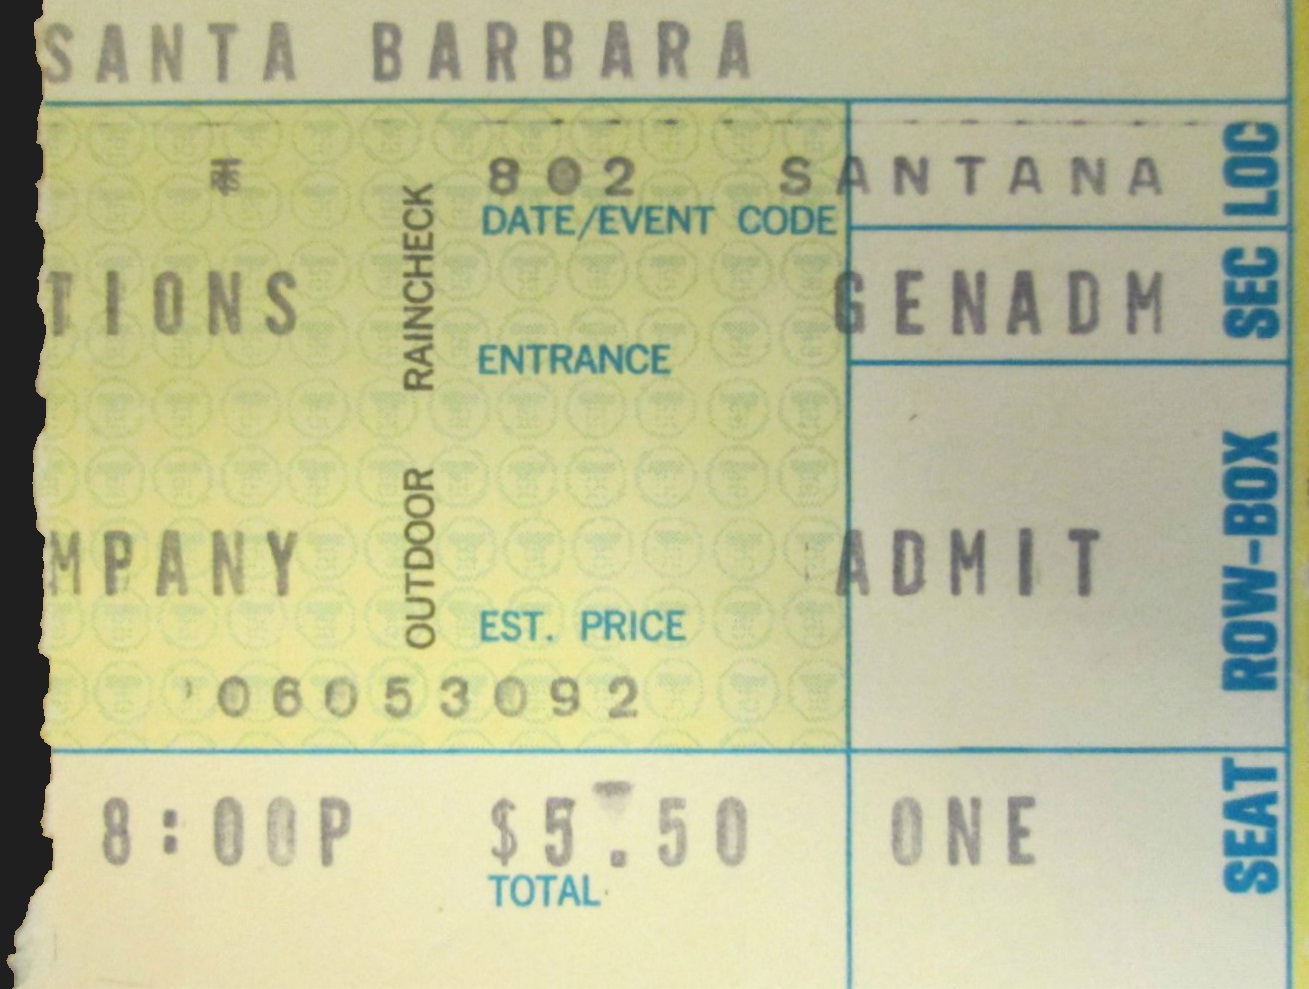 SANTA BARBARA
802 SANTANA
DATE/EVENT CODE
LOC
TIONS
GENADM
SEC
ENTRANCE
OUTDOOR RAINCHECK
MPANY
ADMIT
ROW-BOX
EST. PRICE
06053092
8:00P $5.50 ONE
TOTAL
SEAT